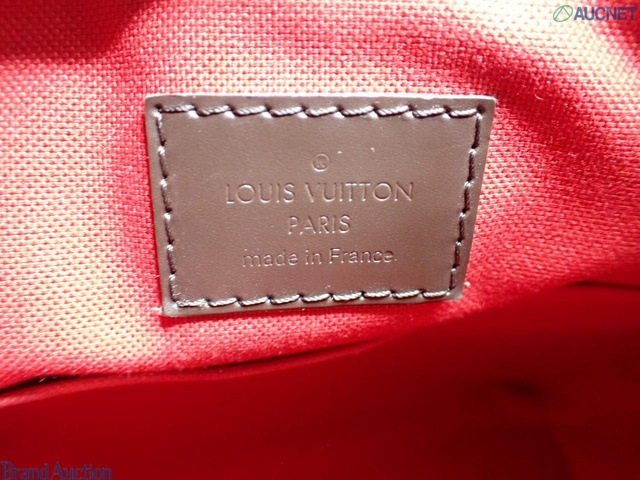 AUCNET
®
LOUIS VUITTON
PARIS
made in France
Brand Auction